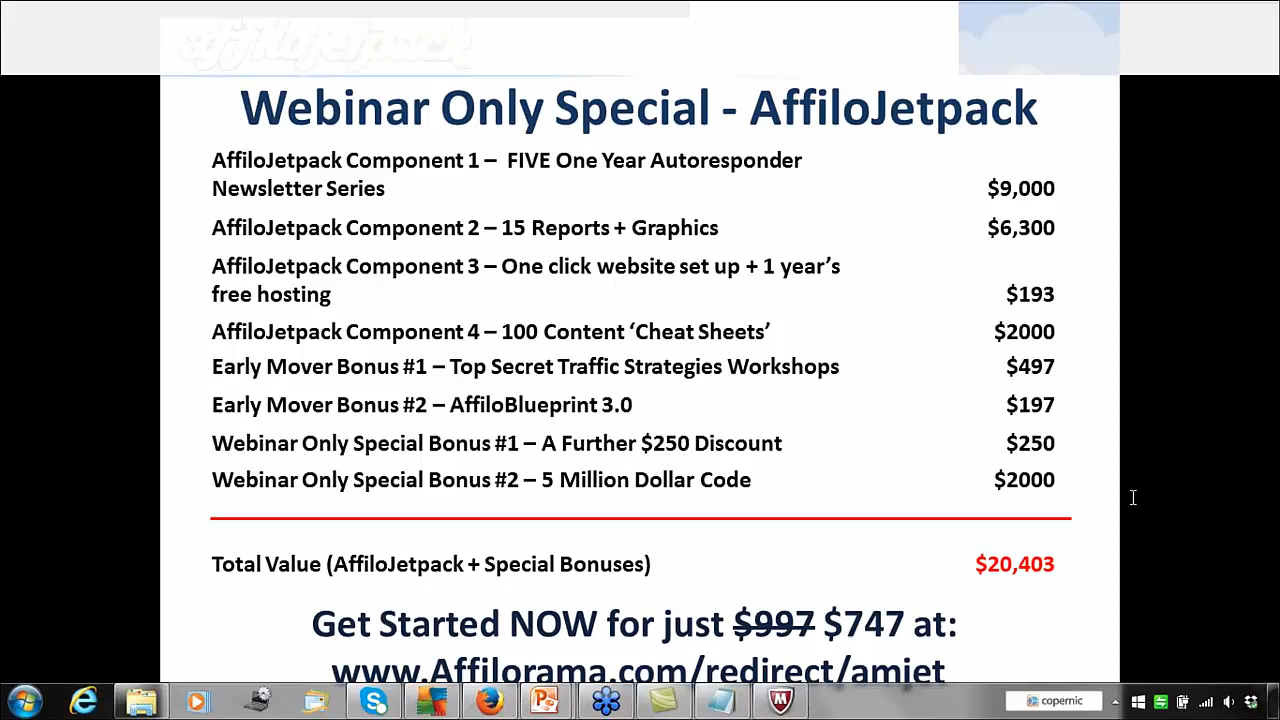 AffiloJetpack
Webinar Only Special - AffiloJetpack
AffiloJetpack Component 1 – FIVE One Year Autoresponder
Newsletter Series $9,000
AffiloJetpack Component 2 – 15 Reports + Graphics $6,300
AffiloJetpack Component 3 – One click website set up + 1 year’s
free hosting $193
AffiloJetpack Component 4 – 100 Content ‘Cheat Sheets’ $2000
Early Mover Bonus #1 – Top Secret Traffic Strategies Workshops $497
Early Mover Bonus #2 – AffiloBlueprint 3.0 $197
Webinar Only Special Bonus #1 – A Further $250 Discount $250
Webinar Only Special Bonus #2 – 5 Million Dollar Code $2000
Total Value (AffiloJetpack + Special Bonuses) $20,403
Get Started NOW for just $997 $747 at:
www.Affilorama.com/redirect/amjet
copernic